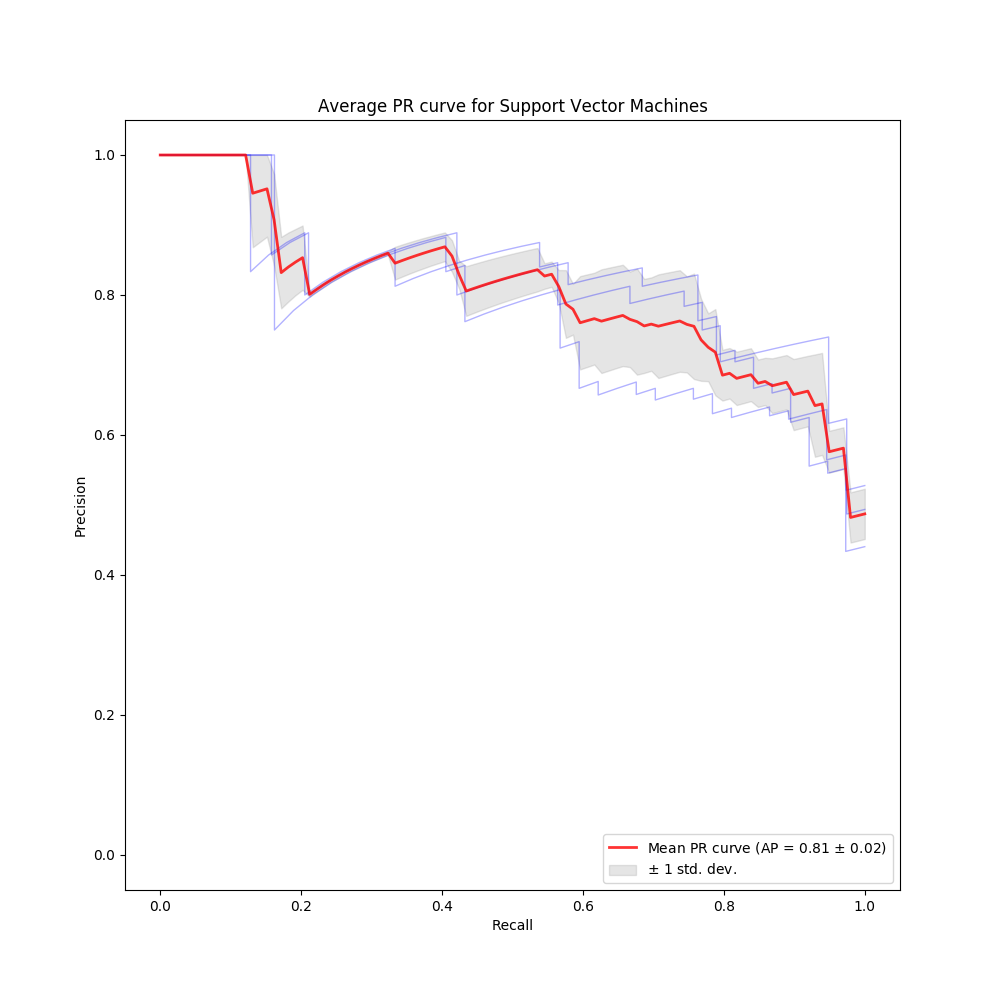 Average PR curve for Support Vector Machines
1.0
0.8
0.6
0.4
0.2
0.0
Precision
0.0 0.2 0.4 0.6 0.8 1.0
Recall
Mean PR curve (AP = 0.81 ± 0.02)
± 1 std. dev.